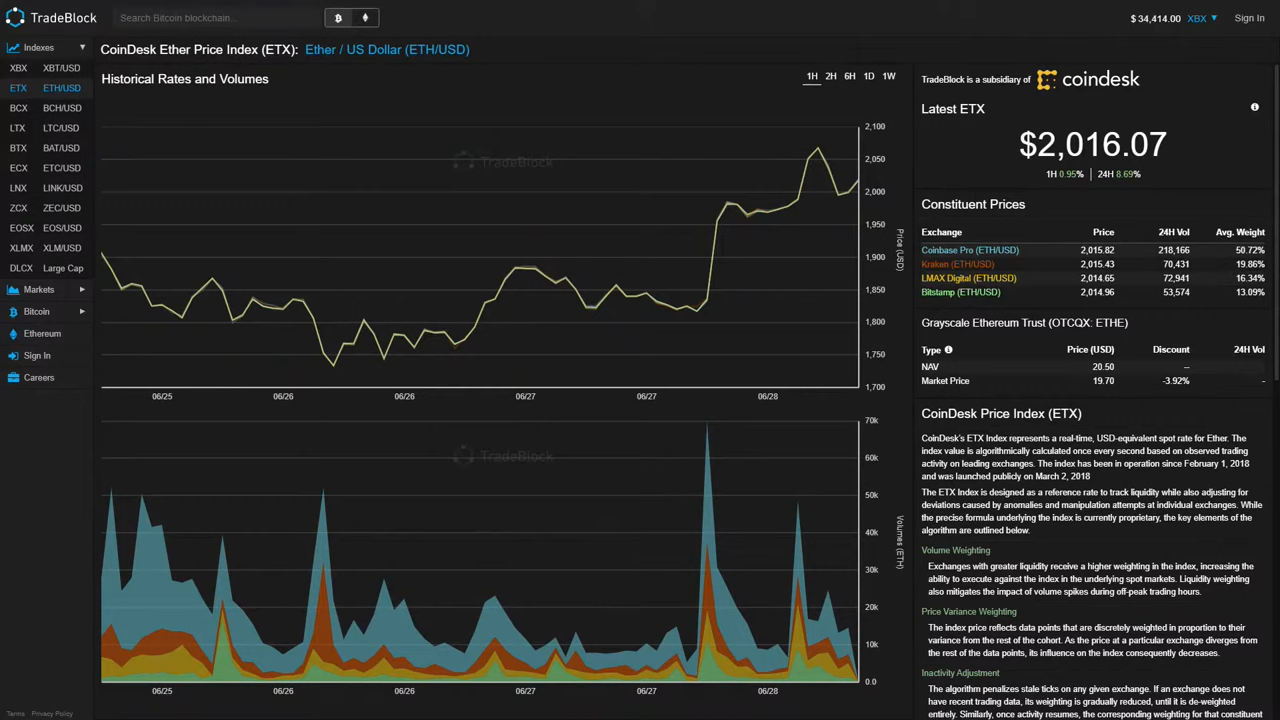 TradeBlock
Search Bitcoin blockchain...
$ 34,414.00 XBX ▼ Sign In
Indexes ▼
XBX XBT/USD
ETX ETH/USD
BCX BCH/USD
LTX LTC/USD
BTX BAT/USD
ECX ETC/USD
LNX LINK/USD
ZCX ZEC/USD
EOSX EOS/USD
XLMX XLM/USD
DLCX Large Cap
Markets
Bitcoin
Ethereum
Sign In
Careers
Terms Privacy Policy
CoinDesk Ether Price Index (ETX): Ether / US Dollar (ETH/USD)
Historical Rates and Volumes
1H 2H 6H 1D 1W
TradeBlock
2,100
2,050
2,000
1,950
1,900
1,850
1,800
1,750
1,700
Price (USD)
06/25 06/26 06/26 06/27 06/27 06/28
TradeBlock
70k
60k
50k
40k
30k
20k
10k
0.0
Volumes (ETH)
06/25 06/26 06/26 06/27 06/27 06/28
TradeBlock is a subsidiary of coindesk
Latest ETX
$2,016.07
1H 0.95% 24H 8.69%
Constituent Prices
Exchange Price 24H Vol Avg. Weight
Coinbase Pro (ETH/USD) 2,015.82 218,166 50.72%
Kraken (ETH/USD) 2,015.43 70,431 19.86%
LMAX Digital (ETH/USD) 2,014.65 72,941 16.34%
Bitstamp (ETH/USD) 2,014.96 53,574 13.09%
Grayscale Ethereum Trust (OTCQX: ETHE)
Type Price (USD) Discount 24H Vol
NAV 20.50 --
Market Price 19.70 -3.92% -
CoinDesk Price Index (ETX)
CoinDesk's ETX Index represents a real-time, USD-equivalent spot rate for Ether. The
index value is algorithmically calculated once every second based on observed trading
activity on leading exchanges. The index has been in operation since February 1, 2018
and was launched publicly on March 2, 2018
The ETX Index is designed as a reference rate to track liquidity while also adjusting for
deviations caused by anomalies and manipulation attempts at individual exchanges. While
the precise formula underlying the index is currently proprietary, the key elements of the
algorithm are outlined below.
Volume Weighting
Exchanges with greater liquidity receive a higher weighting in the index, increasing the
ability to execute against the index in the underlying spot markets. Liquidity weighting
also mitigates the impact of volume spikes during off-peak trading hours.
Price Variance Weighting
The index price reflects data points that are discretely weighted in proportion to their
variance from the rest of the cohort. As the price at a particular exchange diverges from
the rest of the data points, its influence on the index consequently decreases.
Inactivity Adjustment
The algorithm penalizes stale ticks on any given exchange. If an exchange does not
have recent trading data, its weighting is gradually reduced, until it is de-weighted
entirely. Similarly, once activity resumes, the corresponding weighting for that constituent